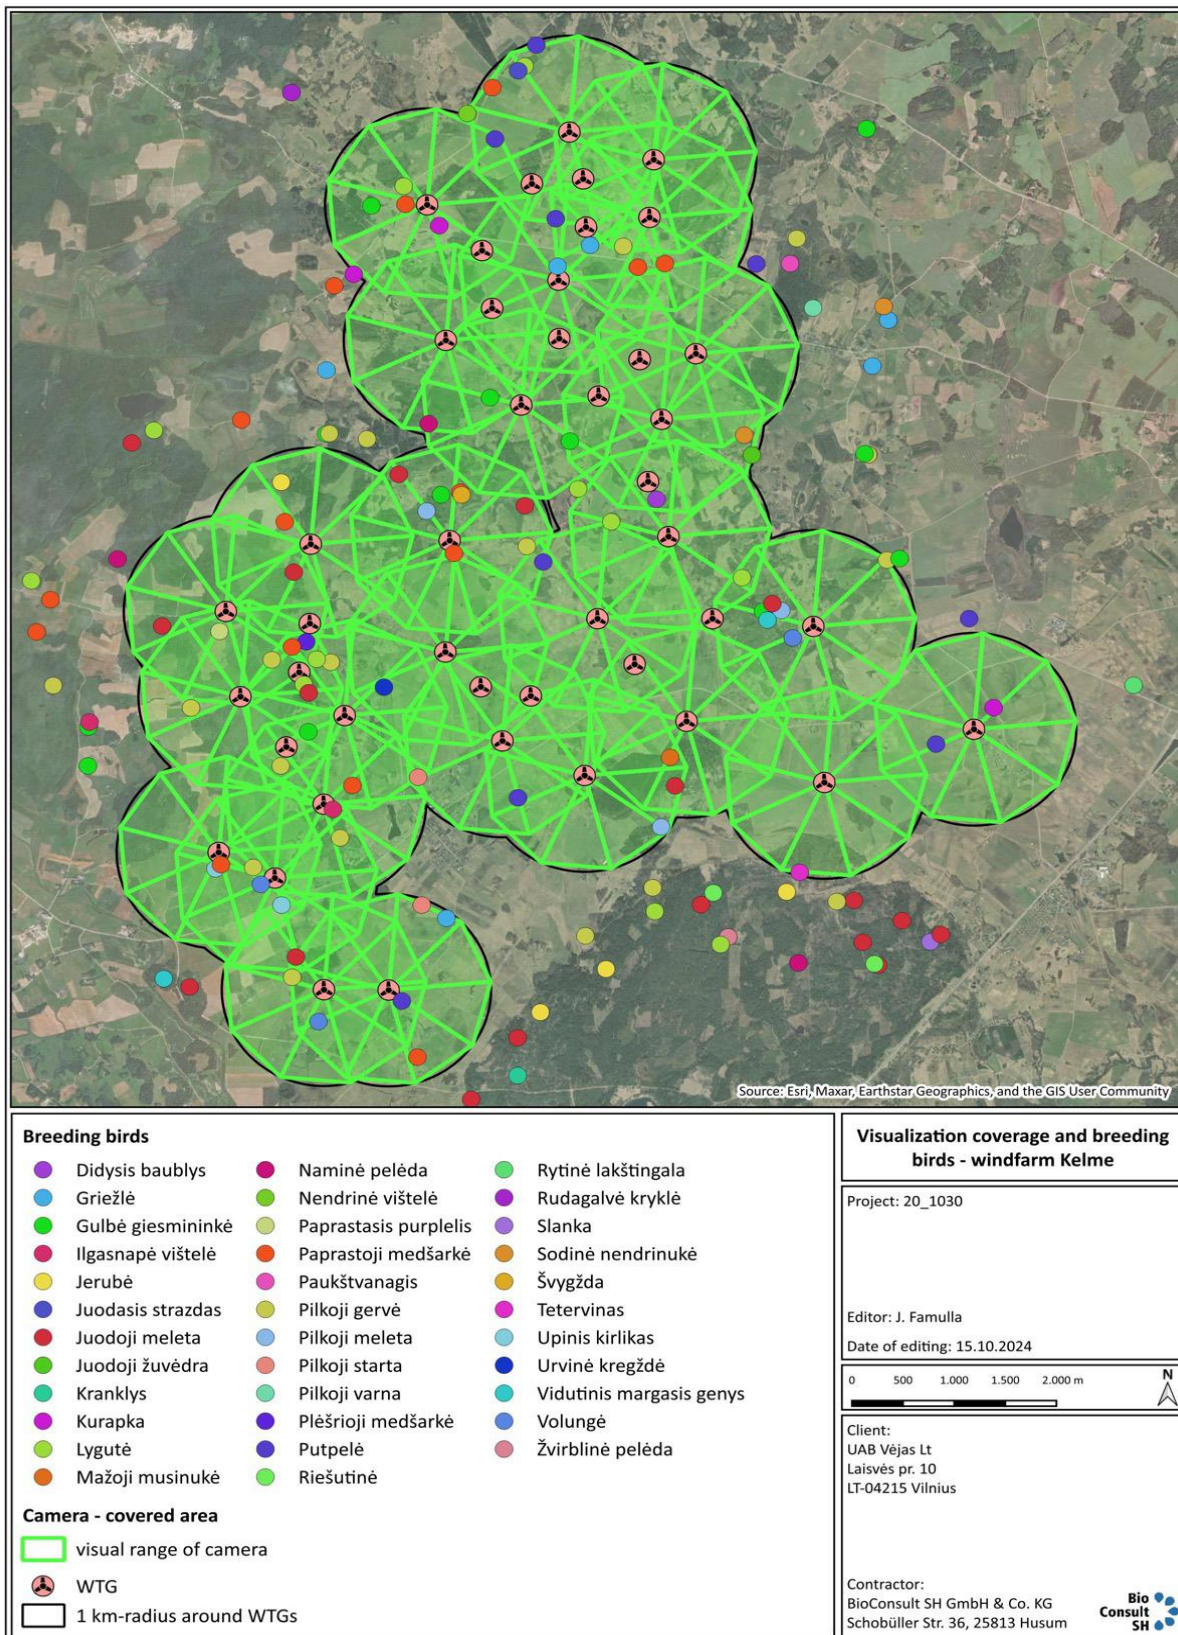 Source: Esri, Maxar, Earthstar Geographics, and the GIS User Community
Breeding birds
Didysis baublys
Griežlė
Gulbė giesmininkė
Ilgasnapė vištelė
Jerubė
Juodasis strazdas
Juodoji meleta
Juodoji žuvėdra
Kranklys
Kurapka
Lygutė
Mažoji musinukė
Naminė pelėda
Nendrinė vištelė
Paprastasis purplelis
Paprastoji medšarkė
Paukštvanagis
Pilkoji gervė
Pilkoji meleta
Pilkoji starta
Pilkoji varna
Plėšrioji medšarkė
Putpelė
Riešutinė
Rytinė lakštingala
Rudagalvė kryklė
Slanka
Sodinė nendrinukė
Švygžda
Tetervinas
Upinis kirlikas
Urvinė kregždė
Vidutinis margasis genys
Volungė
Žvirblinė pelėda
Camera - covered area
visual range of camera
WTG
1 km-radius around WTGs
Visualization coverage and breeding
birds - windfarm Kelme
Project: 20_1030
Editor: J. Famulla
Date of editing: 15.10.2024
0 500 1.000 1.500 2.000 m
N
Client:
UAB Vėjas Lt
Laisvės pr. 10
LT-04215 Vilnius
Contractor:
BioConsult SH GmbH & Co. KG
Schobüller Str. 36, 25813 Husum
Bio
Consult
SH